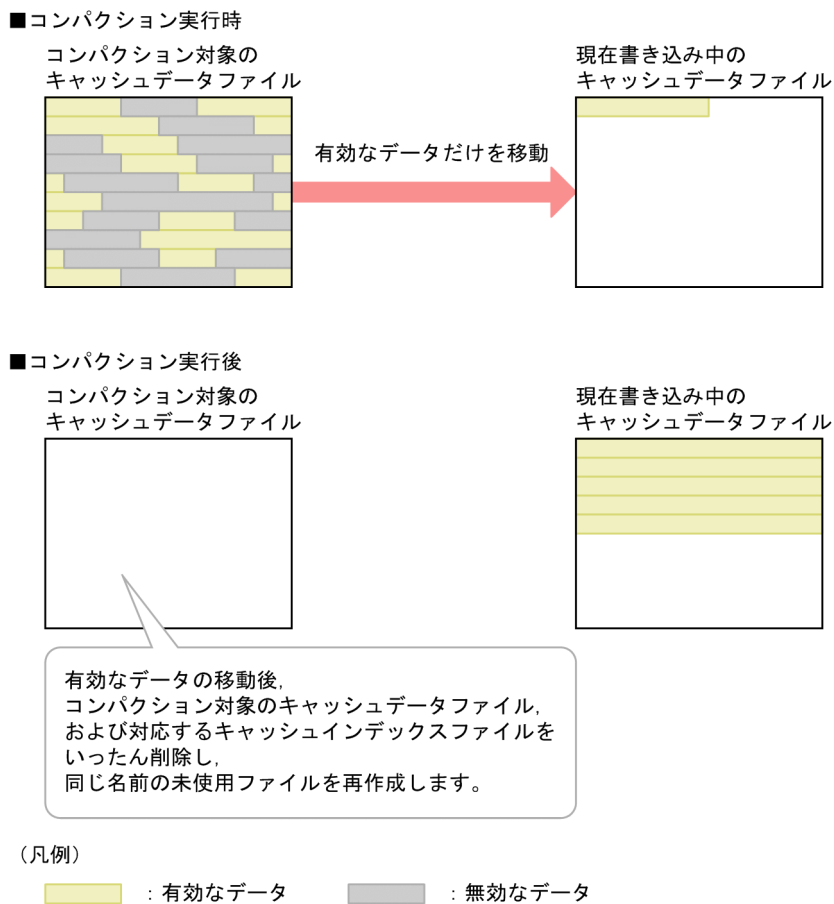 ■コンパクション実行時
コンパクション対象の
キャッシュデータファイル
現在書き込み中の
キャッシュデータファイル
有効なデータだけを移動
■コンパクション実行後
コンパクション対象の
キャッシュデータファイル
現在書き込み中の
キャッシュデータファイル
有効なデータの移動後,
コンパクション対象のキャッシュデータファイル,
および対応するキャッシュインデックスファイルを
いったん削除し,
同じ名前の未使用ファイルを再作成します。
（凡例）
：有効なデータ
：無効なデータ